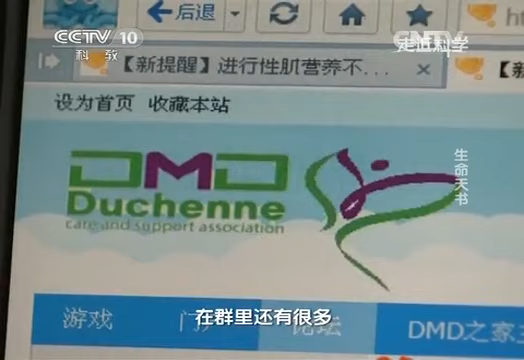 CCTV 10
科教
CNTV
走近科学
后退
【新提醒】进行性肌营养不...
【新
设为首页 收藏本站
DMD
Duchenne
care and support association
生命天书
游戏
论坛
DMD之家
在群里还有很多